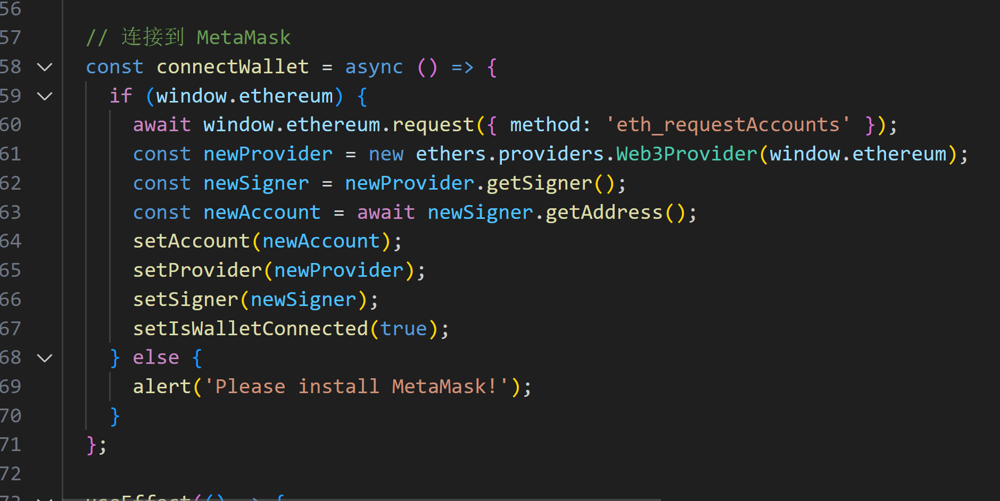 56
57 // 连接到 MetaMask
58 const connectWallet = async () => {
59 if (window.ethereum) {
60 await window.ethereum.request({ method: 'eth_requestAccounts' });
61 const newProvider = new ethers.providers.Web3Provider(window.ethereum);
62 const newSigner = newProvider.getSigner();
63 const newAccount = await newSigner.getAddress();
64 setAccount(newAccount);
65 setProvider(newProvider);
66 setSigner(newSigner);
67 setIsWalletConnected(true);
68 } else {
69 alert('Please install MetaMask!');
70 }
71 };
72
73 useEffect(() => {